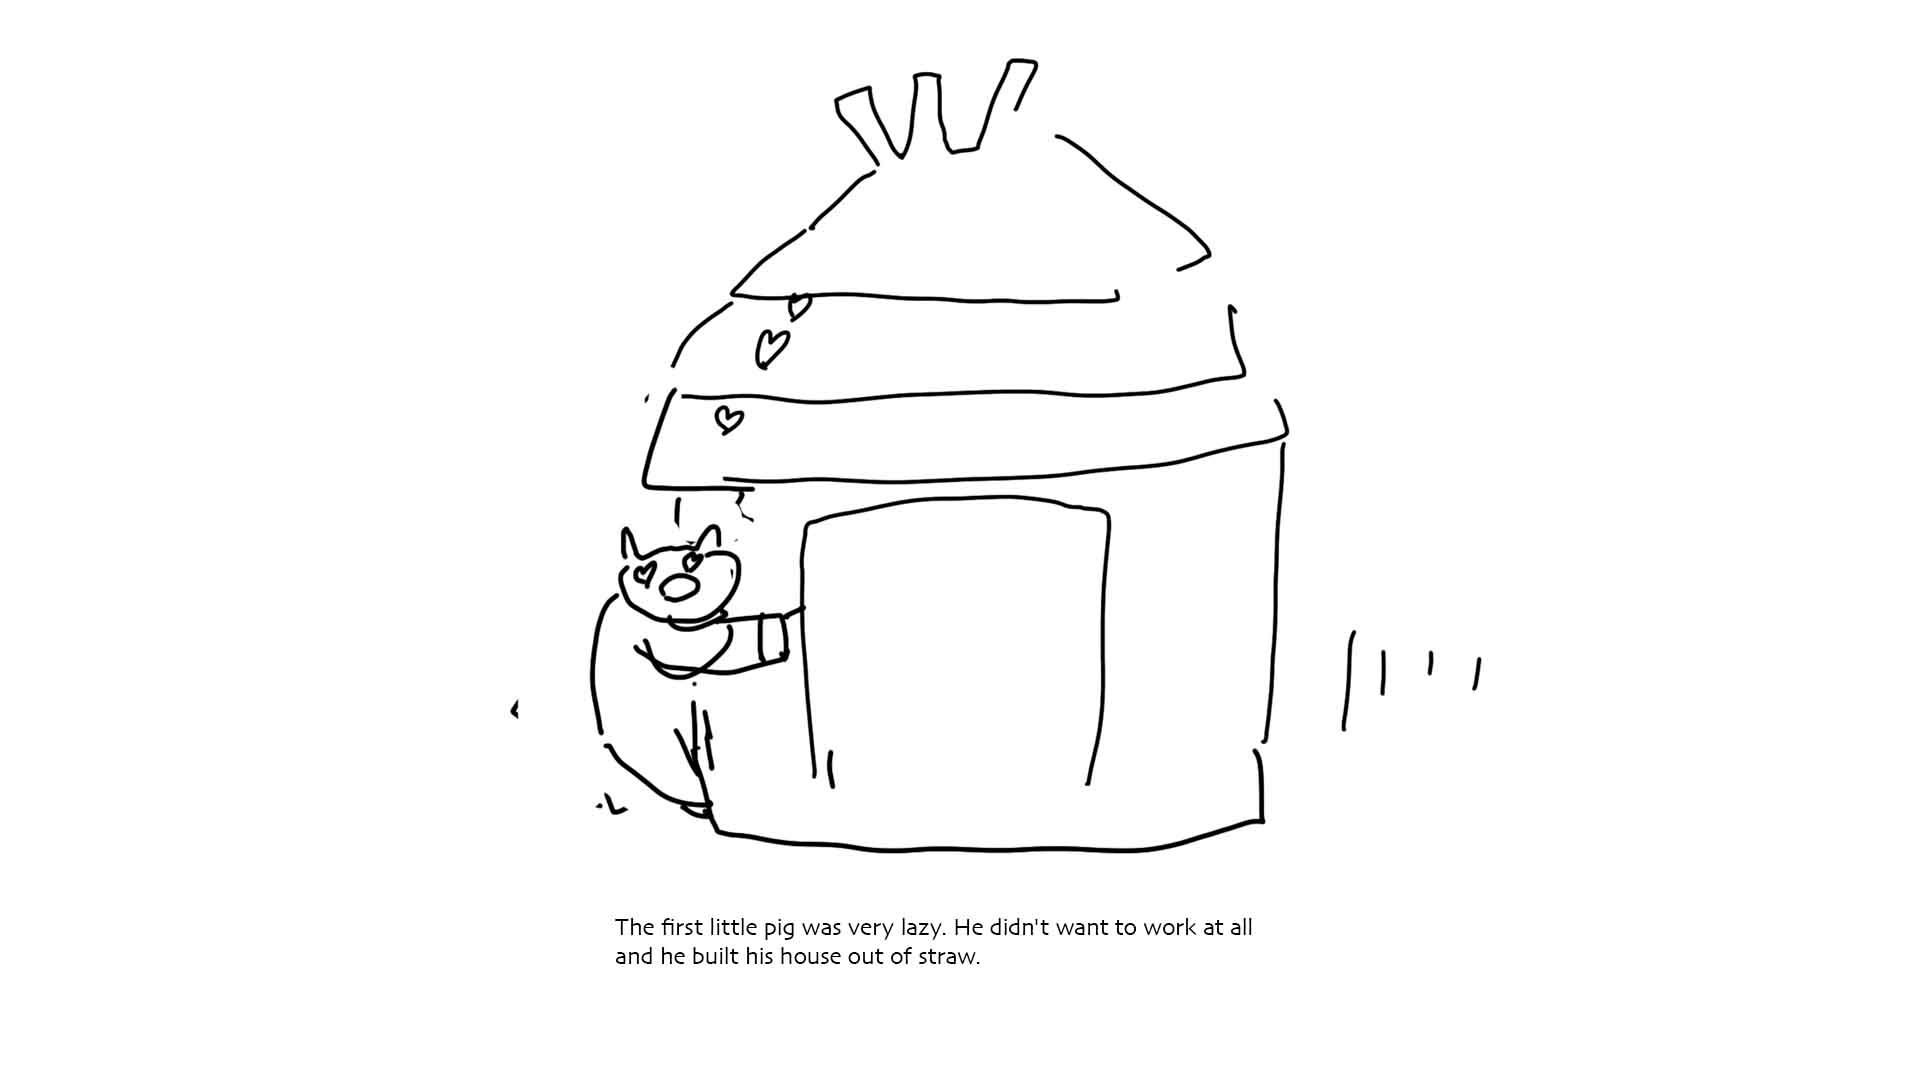 The first little pig was very lazy. He didn't want to work at all
and he built his house out of straw.